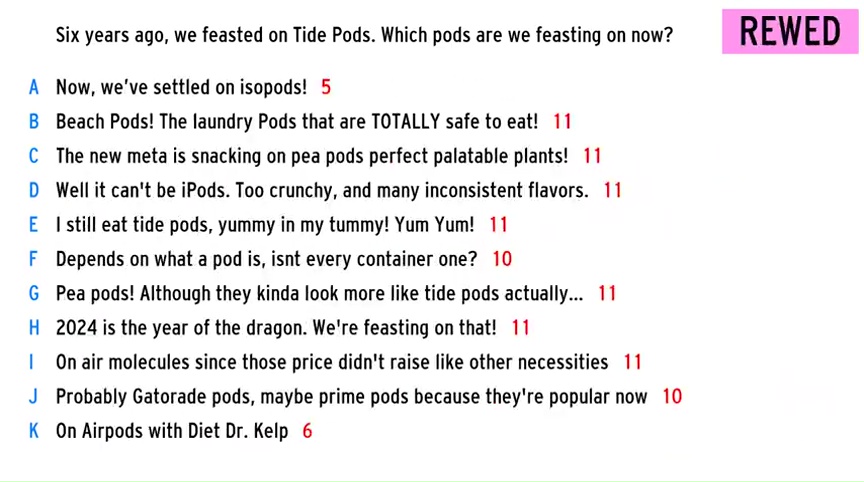 Six years ago, we feasted on Tide Pods. Which pods are we feasting on now?
REWED
A Now, we've settled on isopods! 5
B Beach Pods! The laundry Pods that are TOTALLY safe to eat! 11
C The new meta is snacking on pea pods perfect palatable plants! 11
D Well it can't be iPods. Too crunchy, and many inconsistent flavors. 11
E I still eat tide pods, yummy in my tummy! Yum Yum! 11
F Depends on what a pod is, isnt every container one? 10
G Pea pods! Although they kinda look more like tide pods actually... 11
H 2024 is the year of the dragon. We're feasting on that! 11
I On air molecules since those price didn't raise like other necessities 11
J Probably Gatorade pods, maybe prime pods because they're popular now 10
K On Airpods with Diet Dr. Kelp 6